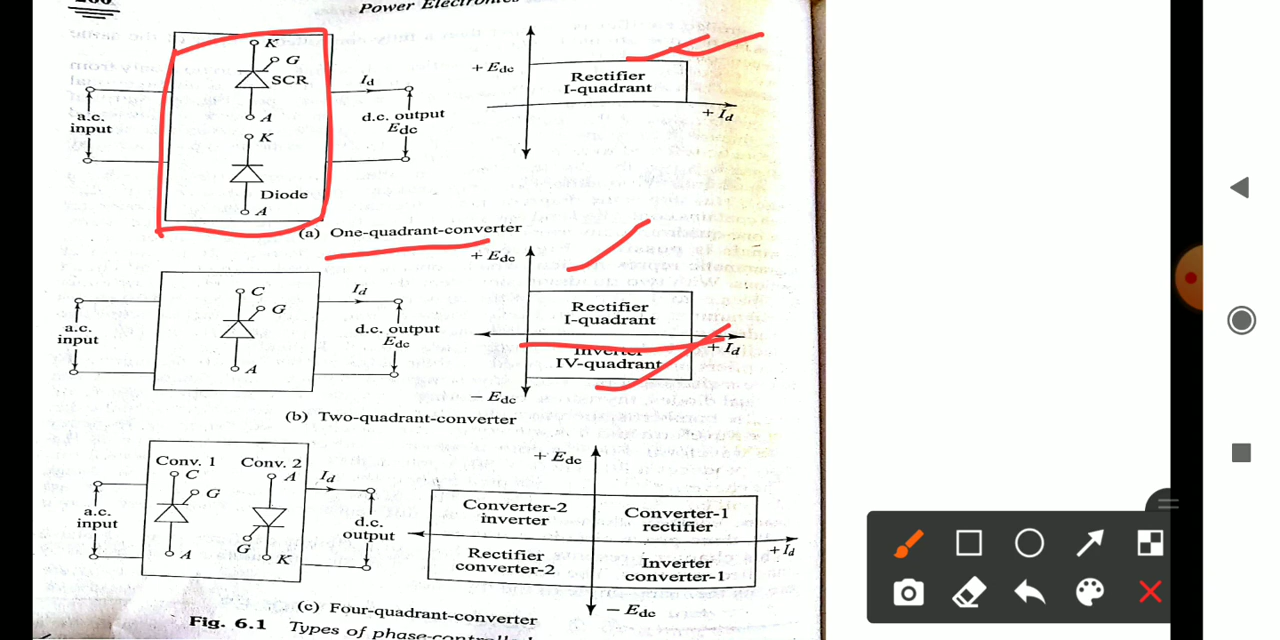 Power Electronics
K
G
SCR
A
K
Diode
A
a.c.
input
Id
d.c. output
Edc
+ Edc
Rectifier
I-quadrant
+ Id
(a) One-quadrant-converter
C
G
A
a.c.
input
Id
d.c. output
Edc
+ Edc
Rectifier
I-quadrant
Inverter
IV-quadrant
+ Id
− Edc
(b) Two-quadrant-converter
Conv. 1 Conv. 2
C
G
A
A
G
K
a.c.
input
Id
d.c.
output
+ Edc
Converter-2
inverter
Converter-1
rectifier
+ Id
Rectifier
converter-2
Inverter
converter-1
− Edc
(c) Four-quadrant-converter
Fig. 6.1 Types of